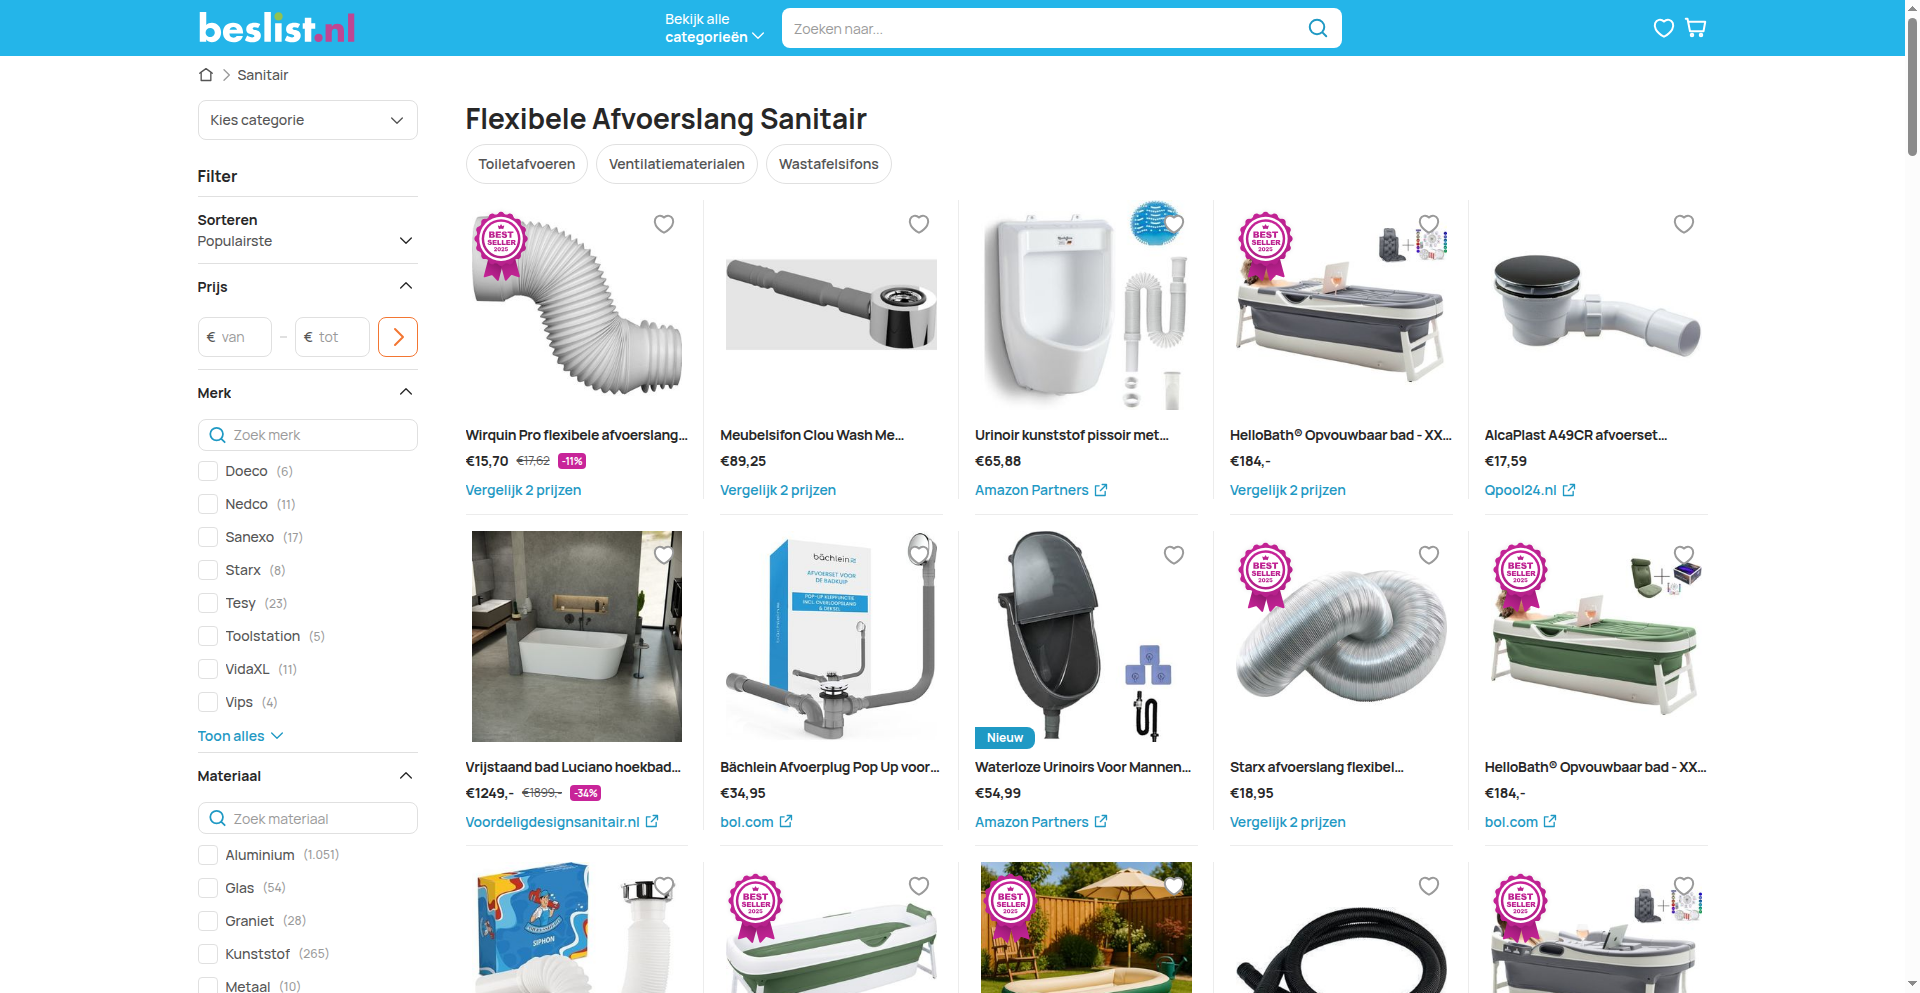 beslist.nl
Bekijk alle
categorieën
Zoeken naar...
Sanitair
Kies categorie
Filter
Sorteren
Populairste
Prijs
€ van
–
€ tot
Merk
Zoek merk
Doeco (6)
Nedco (11)
Sanexo (17)
Starx (8)
Tesy (23)
Toolstation (5)
VidaXL (11)
Vips (4)
Toon alles
Materiaal
Zoek materiaal
Aluminium (1.051)
Glas (54)
Graniet (28)
Kunststof (265)
Metaal (10)
Flexibele Afvoerslang Sanitair
Toiletafvoeren
Ventilatiematerialen
Wastafelsifons
BEST
SELLER
2025
Wirquin Pro flexibele afvoerslang...
€15,70 €17,62 -11%
Vergelijk 2 prijzen
Meubelsifon Clou Wash Me...
€89,25
Vergelijk 2 prijzen
Urinoir kunststof pissoir met...
€65,88
Amazon Partners
BEST
SELLER
2025
HelloBath® Opvouwbaar bad - XX...
€184,-
Vergelijk 2 prijzen
AlcaPlast A49CR afvoerset...
€17,59
Qpool24.nl
Vrijstaand bad Luciano hoekbad...
€1249,- €1899,- -34%
Voordeligdesignsanitair.nl
bächlein
AFVOERSET VOOR
DE BADKUIP
POP-UP KLIKFUNCTIE
INCL. OVERLOOPSLANG
& DEKSEL
Bächlein Afvoerplug Pop Up voor...
€34,95
bol.com
Nieuw
Waterloze Urinoirs Voor Mannen...
€54,99
Amazon Partners
BEST
SELLER
2025
Starx afvoerslang flexibel...
€18,95
Vergelijk 2 prijzen
BEST
SELLER
2025
HelloBath® Opvouwbaar bad - XX...
€184,-
bol.com
SIPHON
BEST
SELLER
2025
BEST
SELLER
2025
BEST
SELLER
2025